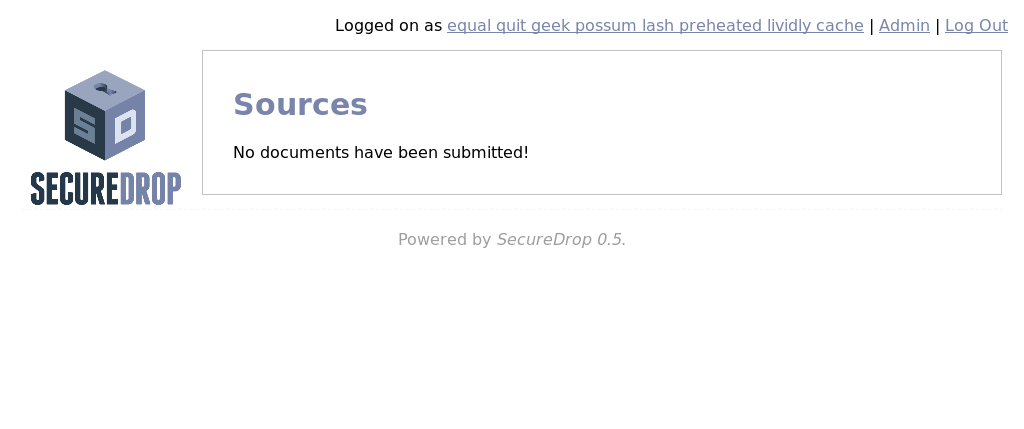 Logged on as equal quit geek possum lash preheated lividly cache | Admin | Log Out
S D
SECUREDROP
Sources
No documents have been submitted!
Powered by SecureDrop 0.5.